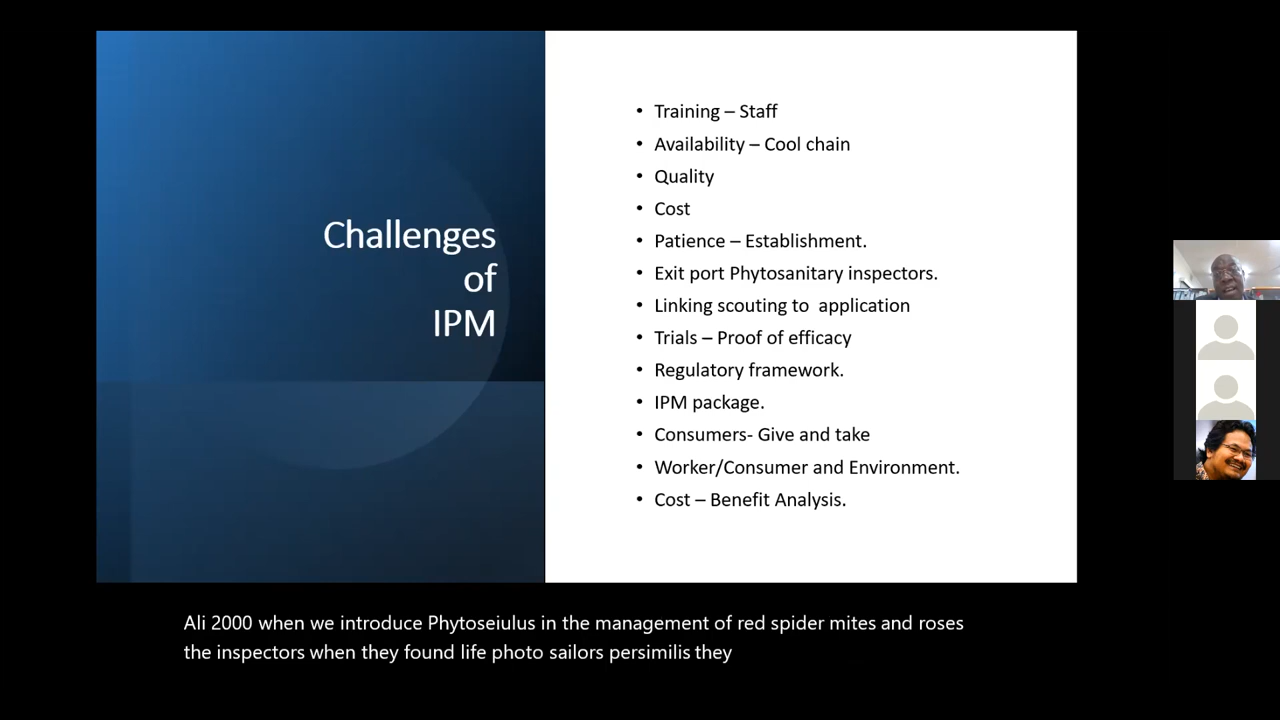 Challenges
of
IPM
• Training – Staff
• Availability – Cool chain
• Quality
• Cost
• Patience – Establishment.
• Exit port Phytosanitary inspectors.
• Linking scouting to  application
• Trials – Proof of efficacy
• Regulatory framework.
• IPM package.
• Consumers- Give and take
• Worker/Consumer and Environment.
• Cost – Benefit Analysis.
Ali 2000 when we introduce Phytoseiulus in the management of red spider mites and roses
the inspectors when they found life photo sailors persimilis they